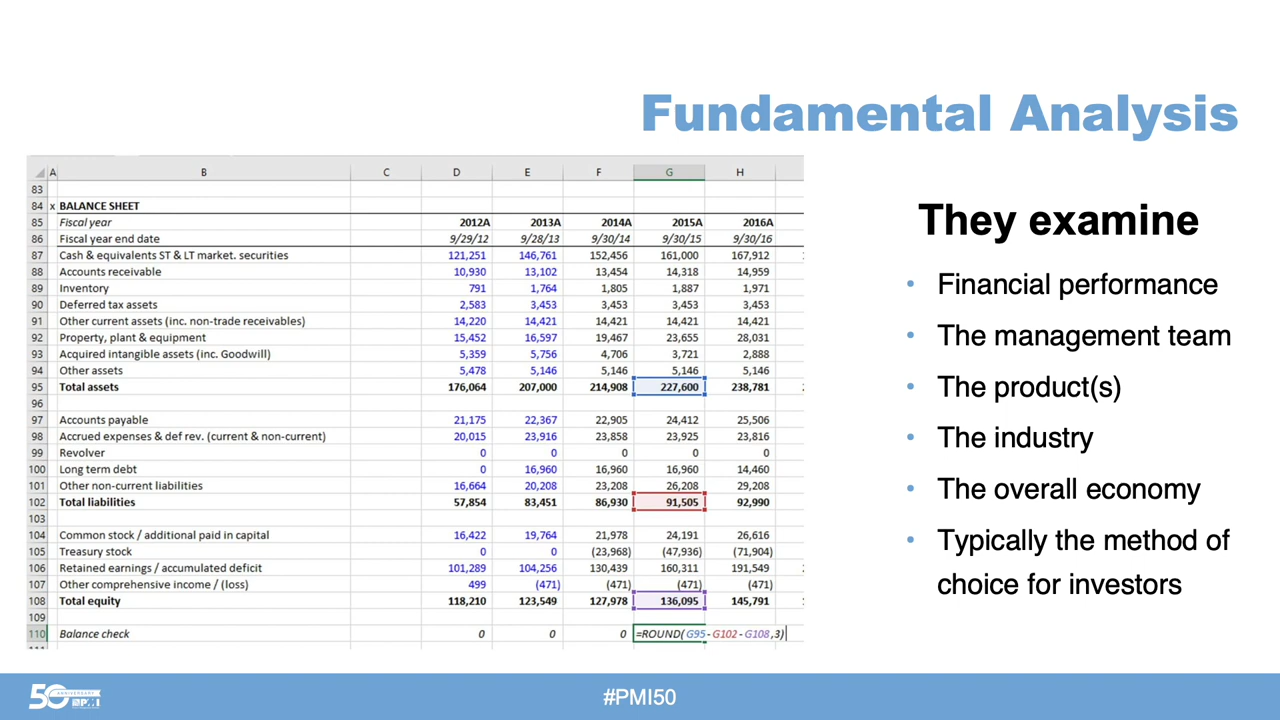 Fundamental Analysis
A B C D E F G H
83
84 x BALANCE SHEET
85 Fiscal year 2012A 2013A 2014A 2015A 2016A
86 Fiscal year end date 9/29/12 9/28/13 9/30/14 9/30/15 9/30/16
87 Cash & equivalents ST & LT market. securities 121,251 146,761 152,456 161,000 167,912
88 Accounts receivable 10,930 13,102 13,454 14,318 14,959
89 Inventory 791 1,764 1,805 1,887 1,971
90 Deferred tax assets 2,583 3,453 3,453 3,453 3,453
91 Other current assets (inc. non-trade receivables) 14,220 14,421 14,421 14,421 14,421
92 Property, plant & equipment 15,452 16,597 19,467 23,655 28,031
93 Acquired intangible assets (inc. Goodwill) 5,359 5,756 4,706 3,721 2,888
94 Other assets 5,478 5,146 5,146 5,146 5,146
95 Total assets 176,064 207,000 214,908 227,600 238,781
96
97 Accounts payable 21,175 22,367 22,905 24,412 25,506
98 Accrued expenses & def rev. (current & non-current) 20,015 23,916 23,858 23,925 23,816
99 Revolver 0 0 0 0 0
100 Long term debt 0 16,960 16,960 16,960 14,460
101 Other non-current liabilities 16,664 20,208 23,208 26,208 29,208
102 Total liabilities 57,854 83,451 86,930 91,505 92,990
103
104 Common stock / additional paid in capital 16,422 19,764 21,978 24,191 26,616
105 Treasury stock 0 0 (23,968) (47,936) (71,904)
106 Retained earnings / accumulated deficit 101,289 104,256 130,439 160,311 191,549
107 Other comprehensive income / (loss) 499 (471) (471) (471) (471)
108 Total equity 118,210 123,549 127,978 136,095 145,791
109
110 Balance check 0 0 0 =ROUND(G95-G102-G108,3)
They examine
• Financial performance
• The management team
• The product(s)
• The industry
• The overall economy
• Typically the method of
choice for investors
50 ANNIVERSARY PMI
#PMI50